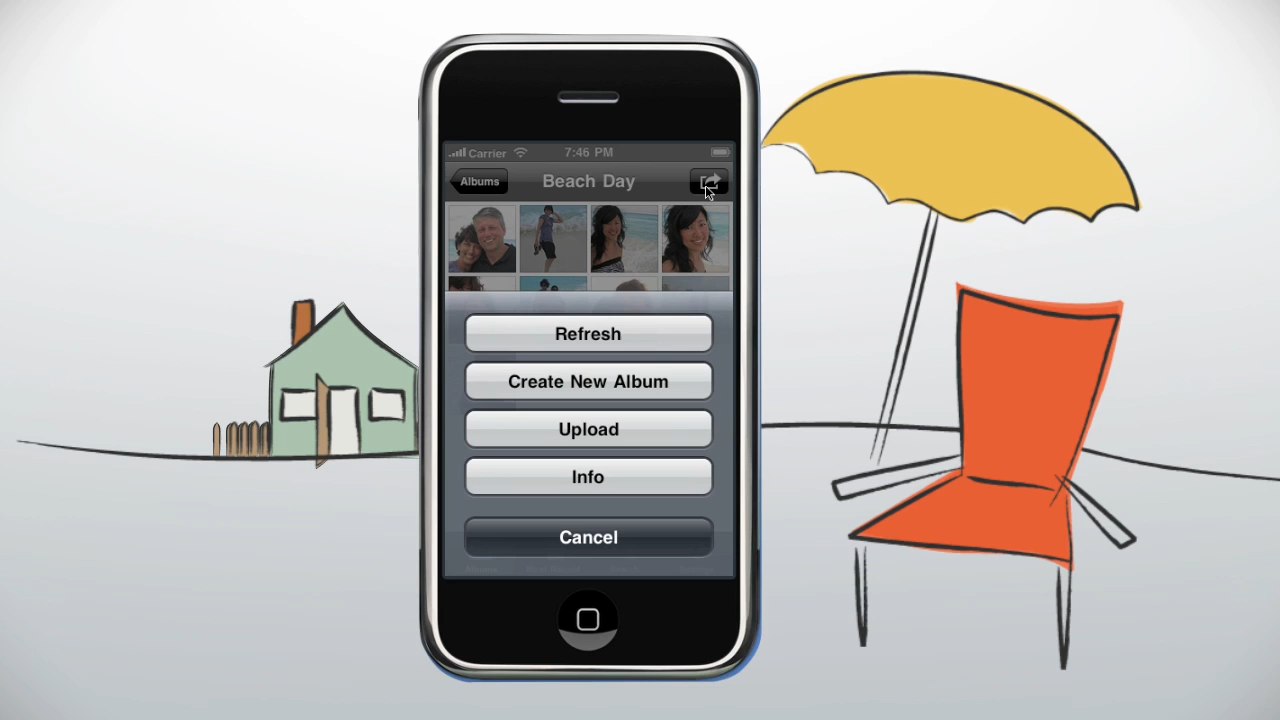 Carrier 7:46 PM
Albums Beach Day
Refresh
Create New Album
Upload
Info
Cancel